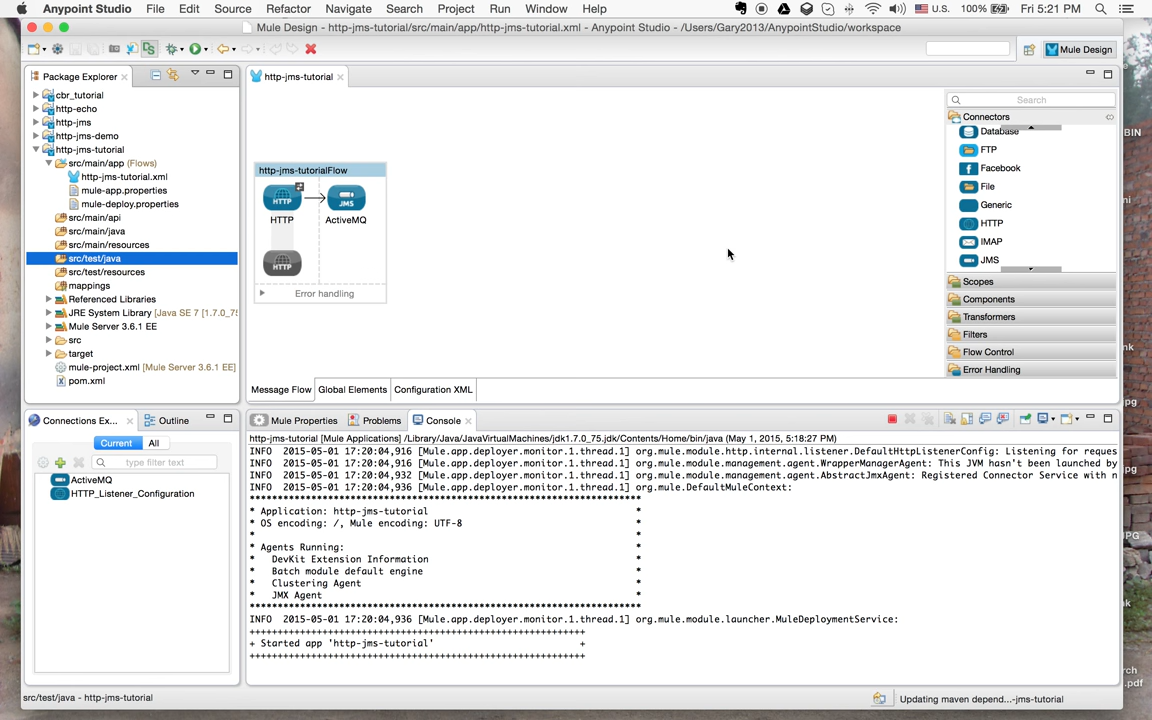 Anypoint Studio File Edit Source Refactor Navigate Search Project Run Window Help U.S. 100% Fri 5:21 PM
Mule Design - http-jms-tutorial/src/main/app/http-jms-tutorial.xml - Anypoint Studio - /Users/Gary2013/AnypointStudio/workspace
Mule Design
Package Explorer
cbr_tutorial
http-echo
http-jms
http-jms-demo
http-jms-tutorial
src/main/app (Flows)
http-jms-tutorial.xml
mule-app.properties
mule-deploy.properties
src/main/api
src/main/java
src/main/resources
src/test/java
src/test/resources
mappings
Referenced Libraries
JRE System Library [Java SE 7 [1.7.0_75
Mule Server 3.6.1 EE
src
target
mule-project.xml [Mule Server 3.6.1 EE]
pom.xml
http-jms-tutorial
http-jms-tutorialFlow
HTTP JMS
HTTP ActiveMQ
HTTP
Error handling
Message Flow Global Elements Configuration XML
Search
Connectors
Database
FTP
Facebook
File
Generic
HTTP
IMAP
JMS
Scopes
Components
Transformers
Filters
Flow Control
Error Handling
Connections Ex... Outline
Current All
type filter text
ActiveMQ
HTTP_Listener_Configuration
Mule Properties Problems Console
http-jms-tutorial [Mule Applications] /Library/Java/JavaVirtualMachines/jdk1.7.0_75.jdk/Contents/Home/bin/java (May 1, 2015, 5:18:27 PM)
INFO 2015-05-01 17:20:04,916 [Mule.app.deployer.monitor.1.thread.1] org.mule.module.http.internal.listener.DefaultHttpListenerConfig: Listening for reques
INFO 2015-05-01 17:20:04,916 [Mule.app.deployer.monitor.1.thread.1] org.mule.module.management.agent.WrapperManagerAgent: This JVM hasn't been launched by
INFO 2015-05-01 17:20:04,932 [Mule.app.deployer.monitor.1.thread.1] org.mule.module.management.agent.AbstractJmxAgent: Registered Connector Service with n
INFO 2015-05-01 17:20:04,936 [Mule.app.deployer.monitor.1.thread.1] org.mule.DefaultMuleContext:
**********************************************************************
* Application: http-jms-tutorial *
* OS encoding: /, Mule encoding: UTF-8 *
* *
* Agents Running: *
* DevKit Extension Information *
* Batch module default engine *
* Clustering Agent *
* JMX Agent *
**********************************************************************
INFO 2015-05-01 17:20:04,936 [Mule.app.deployer.monitor.1.thread.1] org.mule.module.launcher.MuleDeploymentService:
++++++++++++++++++++++++++++++++++++++++++++++++++++++++++++
+ Started app 'http-jms-tutorial' +
++++++++++++++++++++++++++++++++++++++++++++++++++++++++++++
src/test/java - http-jms-tutorial
Updating maven depend...-jms-tutorial
BIN
.pdf